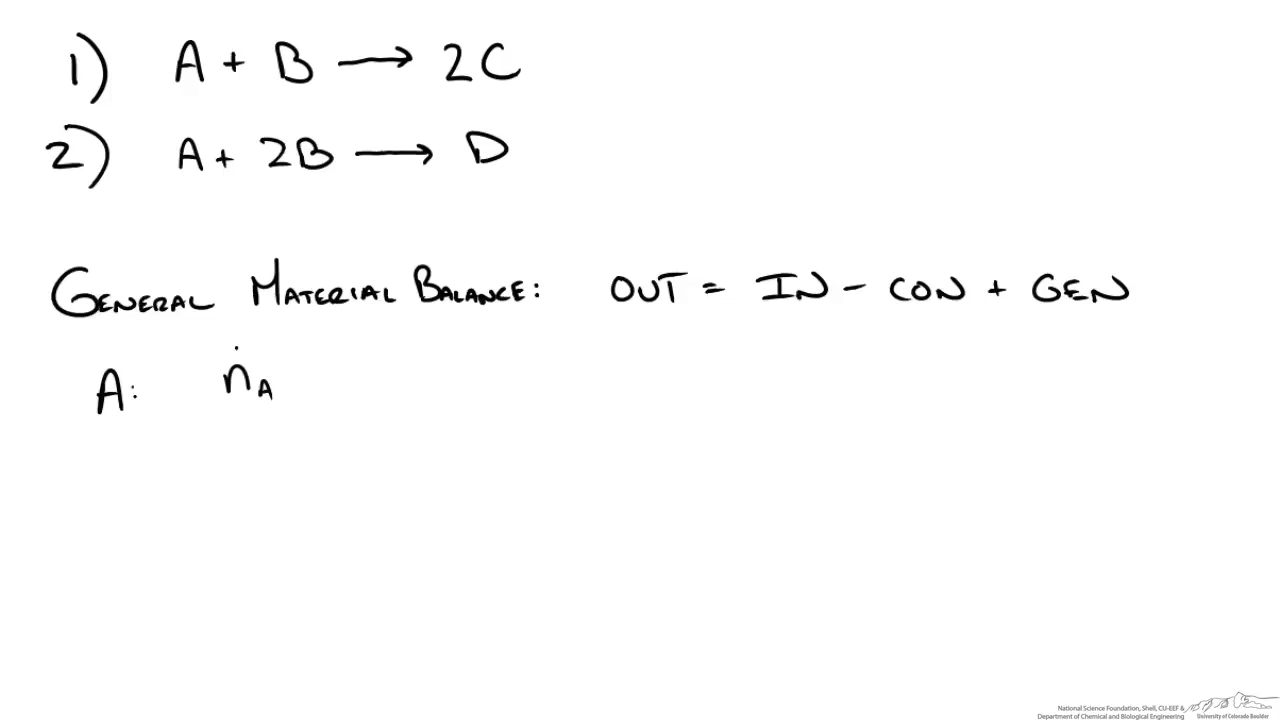 1) A + B → 2C
2) A + 2B → D
GENERAL MATERIAL BALANCE: OUT = IN - CON + GEN
A: ṅA
National Science Foundation, Shell, CU-EEF &
Department of Chemical and Biological Engineering
University of Colorado Boulder